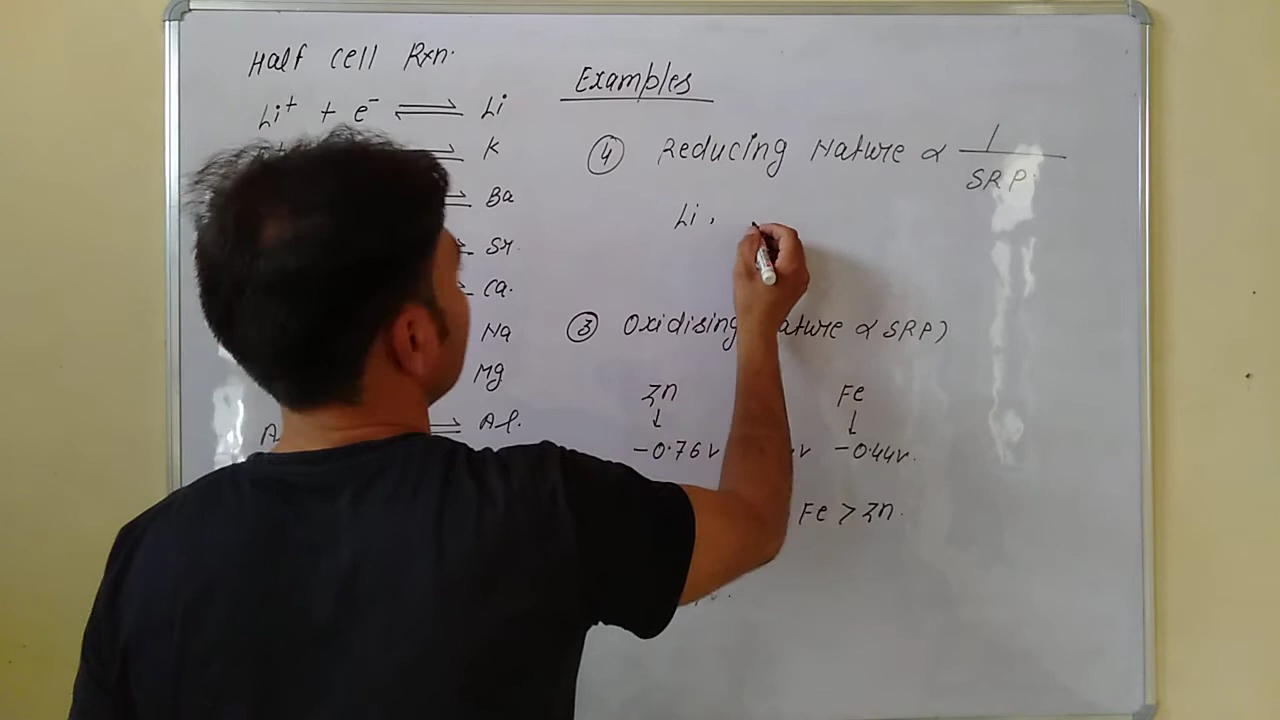 Half cell Rxn.
Li⁺ + e⁻ ⇌ Li
⇌ K
⇌ Ba
Sr.
Ca.
Na
Mg
A ⇌ Al.
Examples
④ Reducing Nature ∝ 1/SRP.
Li,
③ Oxidising Nature ∝ SRP)
Zn Fe
↓ ↓
-0.76v v -0.44v.
Fe > Zn.